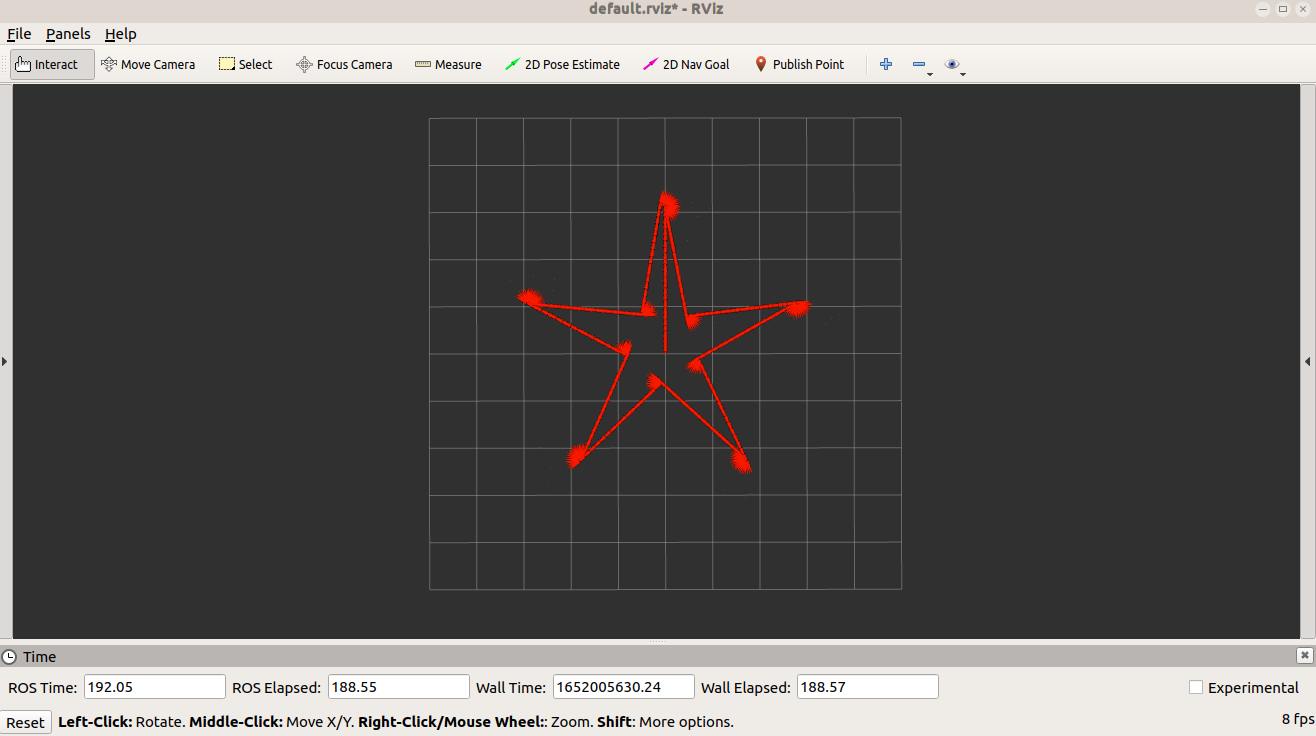 default.rviz* - RViz
File Panels Help
Interact Move Camera Select Focus Camera Measure 2D Pose Estimate 2D Nav Goal Publish Point
Time
ROS Time: 192.05 ROS Elapsed: 188.55 Wall Time: 1652005630.24 Wall Elapsed: 188.57 Experimental
Reset Left-Click: Rotate. Middle-Click: Move X/Y. Right-Click/Mouse Wheel:: Zoom. Shift: More options. 8 fps